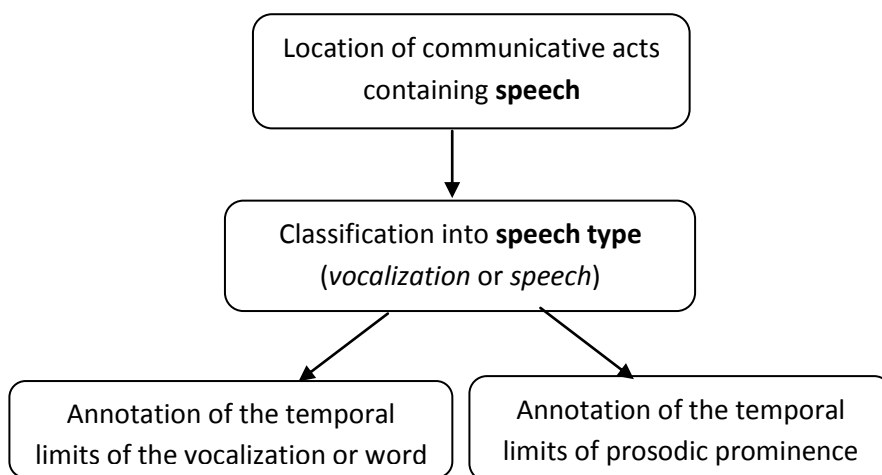 Location of communicative acts
containing speech
Classification into speech type
(vocalization or speech)
Annotation of the temporal
limits of the vocalization or word
Annotation of the temporal
limits of prosodic prominence